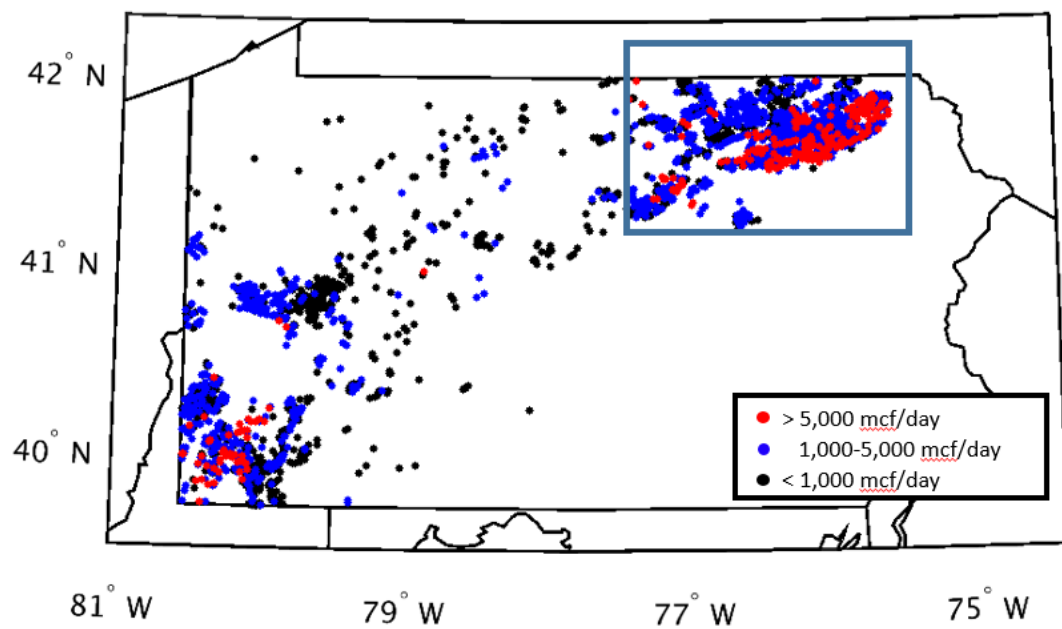 42° N
41° N
40° N
> 5,000 mcf/day
1,000-5,000 mcf/day
< 1,000 mcf/day
81° W
79° W
77° W
75° W